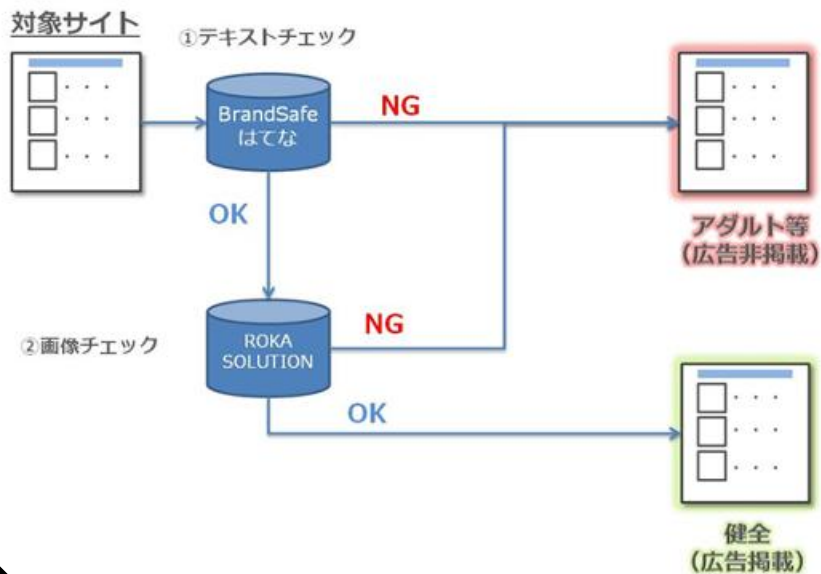 対象サイト
①テキストチェック
BrandSafe
はてな
NG
OK
アダルト等
(広告非掲載)
②画像チェック
ROKA
SOLUTION
NG
OK
健全
(広告掲載)